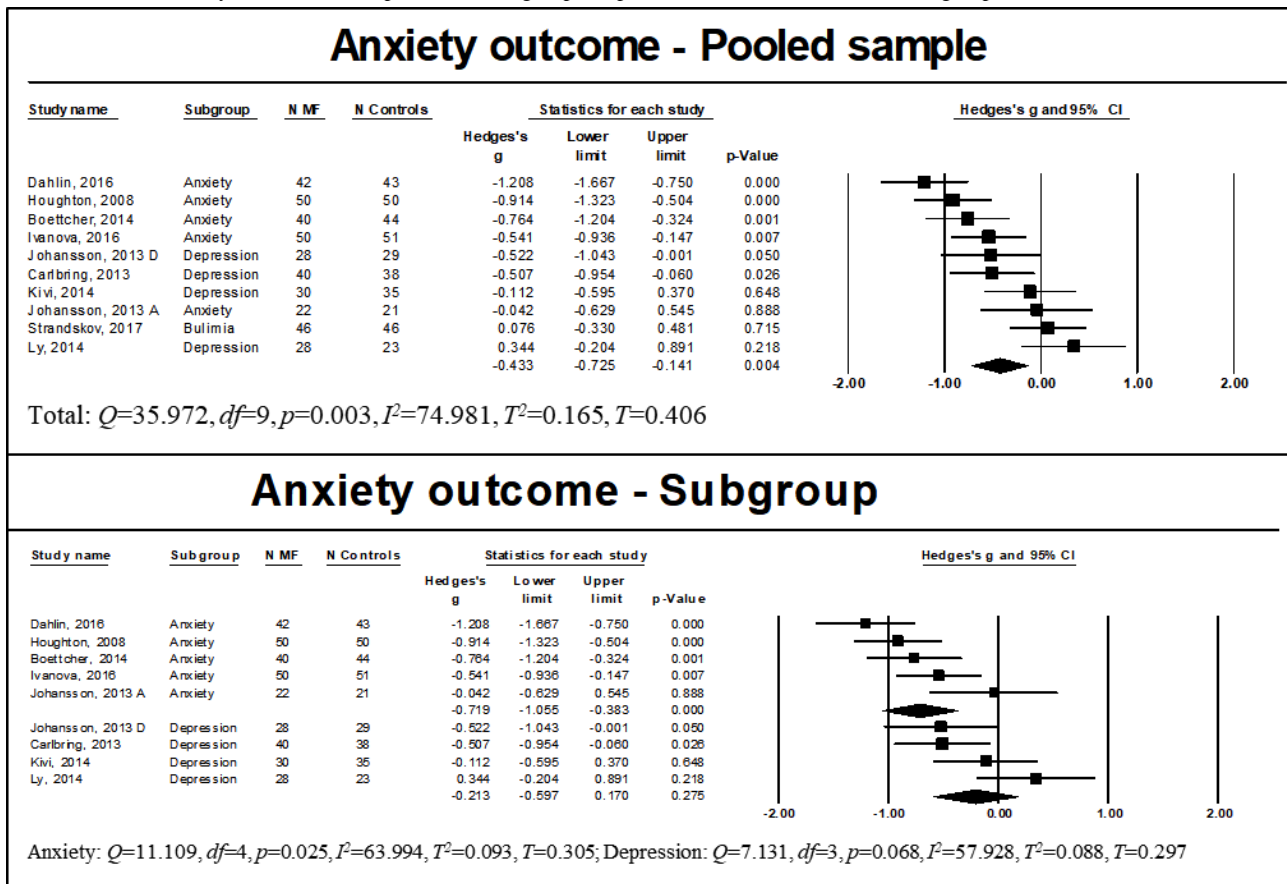 Anxiety outcome - Pooled sample
Study name Subgroup N MF N Controls Statistics for each study Hedges's g and 95% CI
Hedges's Lower Upper
g limit limit p-Value
Dahlin, 2016 Anxiety 42 43 -1.208 -1.667 -0.750 0.000
Houghton, 2008 Anxiety 50 50 -0.914 -1.323 -0.504 0.000
Boettcher, 2014 Anxiety 40 44 -0.764 -1.204 -0.324 0.001
Ivanova, 2016 Anxiety 50 51 -0.541 -0.936 -0.147 0.007
Johansson, 2013 D Depression 28 29 -0.522 -1.043 -0.001 0.050
Carlbring, 2013 Depression 40 38 -0.507 -0.954 -0.060 0.026
Kivi, 2014 Depression 30 35 -0.112 -0.595 0.370 0.648
Johansson, 2013 A Anxiety 22 21 -0.042 -0.629 0.545 0.888
Strandskov, 2017 Bulimia 46 46 0.076 -0.330 0.481 0.715
Ly, 2014 Depression 28 23 0.344 -0.204 0.891 0.218
-0.433 -0.725 -0.141 0.004
-2.00 -1.00 0.00 1.00 2.00
Total: Q=35.972, df=9, p=0.003, I²=74.981, T²=0.165, T=0.406
Anxiety outcome - Subgroup
Study name Subgroup N MF N Controls Statistics for each study Hedges's g and 95% CI
Hedges's Lower Upper
g limit limit p-Value
Dahlin, 2016 Anxiety 42 43 -1.208 -1.667 -0.750 0.000
Houghton, 2008 Anxiety 50 50 -0.914 -1.323 -0.504 0.000
Boettcher, 2014 Anxiety 40 44 -0.764 -1.204 -0.324 0.001
Ivanova, 2016 Anxiety 50 51 -0.541 -0.936 -0.147 0.007
Johansson, 2013 A Anxiety 22 21 -0.042 -0.629 0.545 0.888
-0.719 -1.055 -0.383 0.000
Johansson, 2013 D Depression 28 29 -0.522 -1.043 -0.001 0.050
Carlbring, 2013 Depression 40 38 -0.507 -0.954 -0.060 0.026
Kivi, 2014 Depression 30 35 -0.112 -0.595 0.370 0.648
Ly, 2014 Depression 28 23 0.344 -0.204 0.891 0.218
-0.213 -0.597 0.170 0.275
-2.00 -1.00 0.00 1.00 2.00
Anxiety: Q=11.109, df=4, p=0.025, I²=63.994, T²=0.093, T=0.305; Depression: Q=7.131, df=3, p=0.068, I²=57.928, T²=0.088, T=0.297